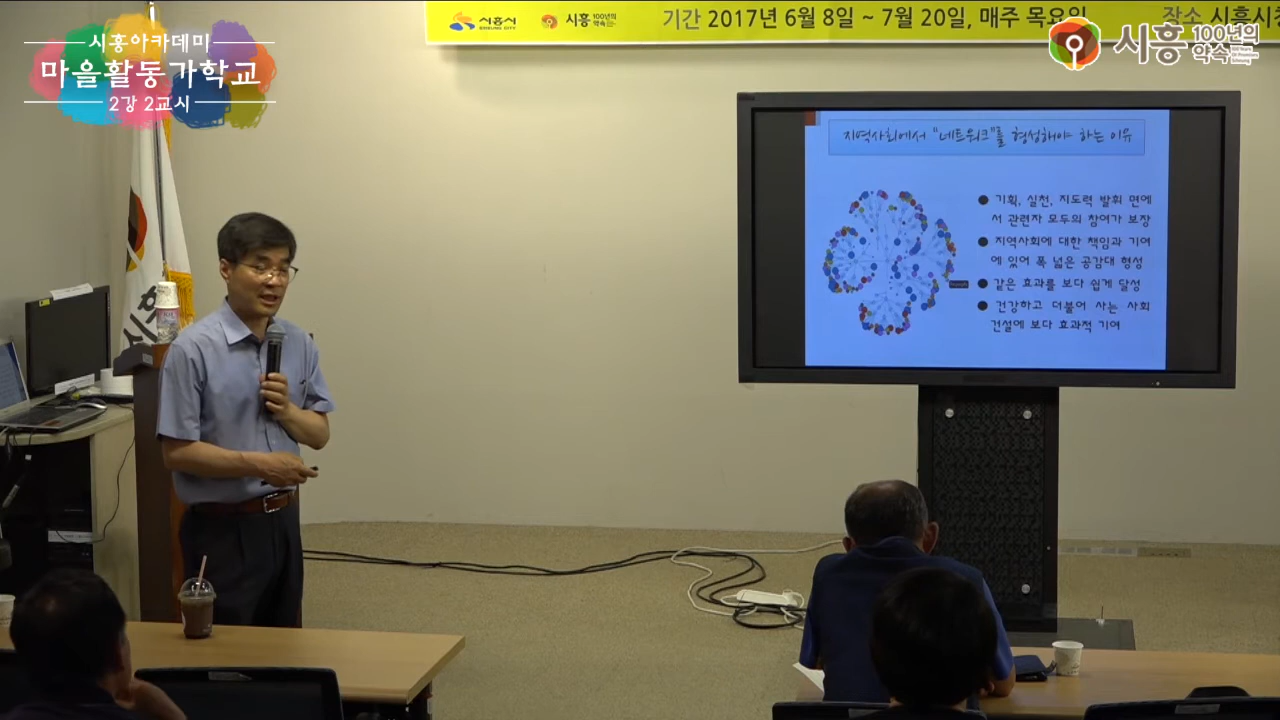 시흥아카데미
마을활동가학교
2강 2교시
시흥시
SIHEUNG CITY
시흥 100년의
약속
기간 2017년 6월 8일 ~ 7월 20일, 매주 목요일
장소 시흥시청
시흥 100년의
약속
지역사회에서 "네트워크"를 형성해야 하는 이유
● 기획, 실천, 지도력 발휘 면에
서 관련자 모두의 참여가 보장
● 지역사회에 대한 책임과 기여
에 있어 폭 넓은 공감대 형성
● 같은 효과를 보다 쉽게 달성
● 건강하고 더불어 사는 사회
건설에 보다 효과적 기여